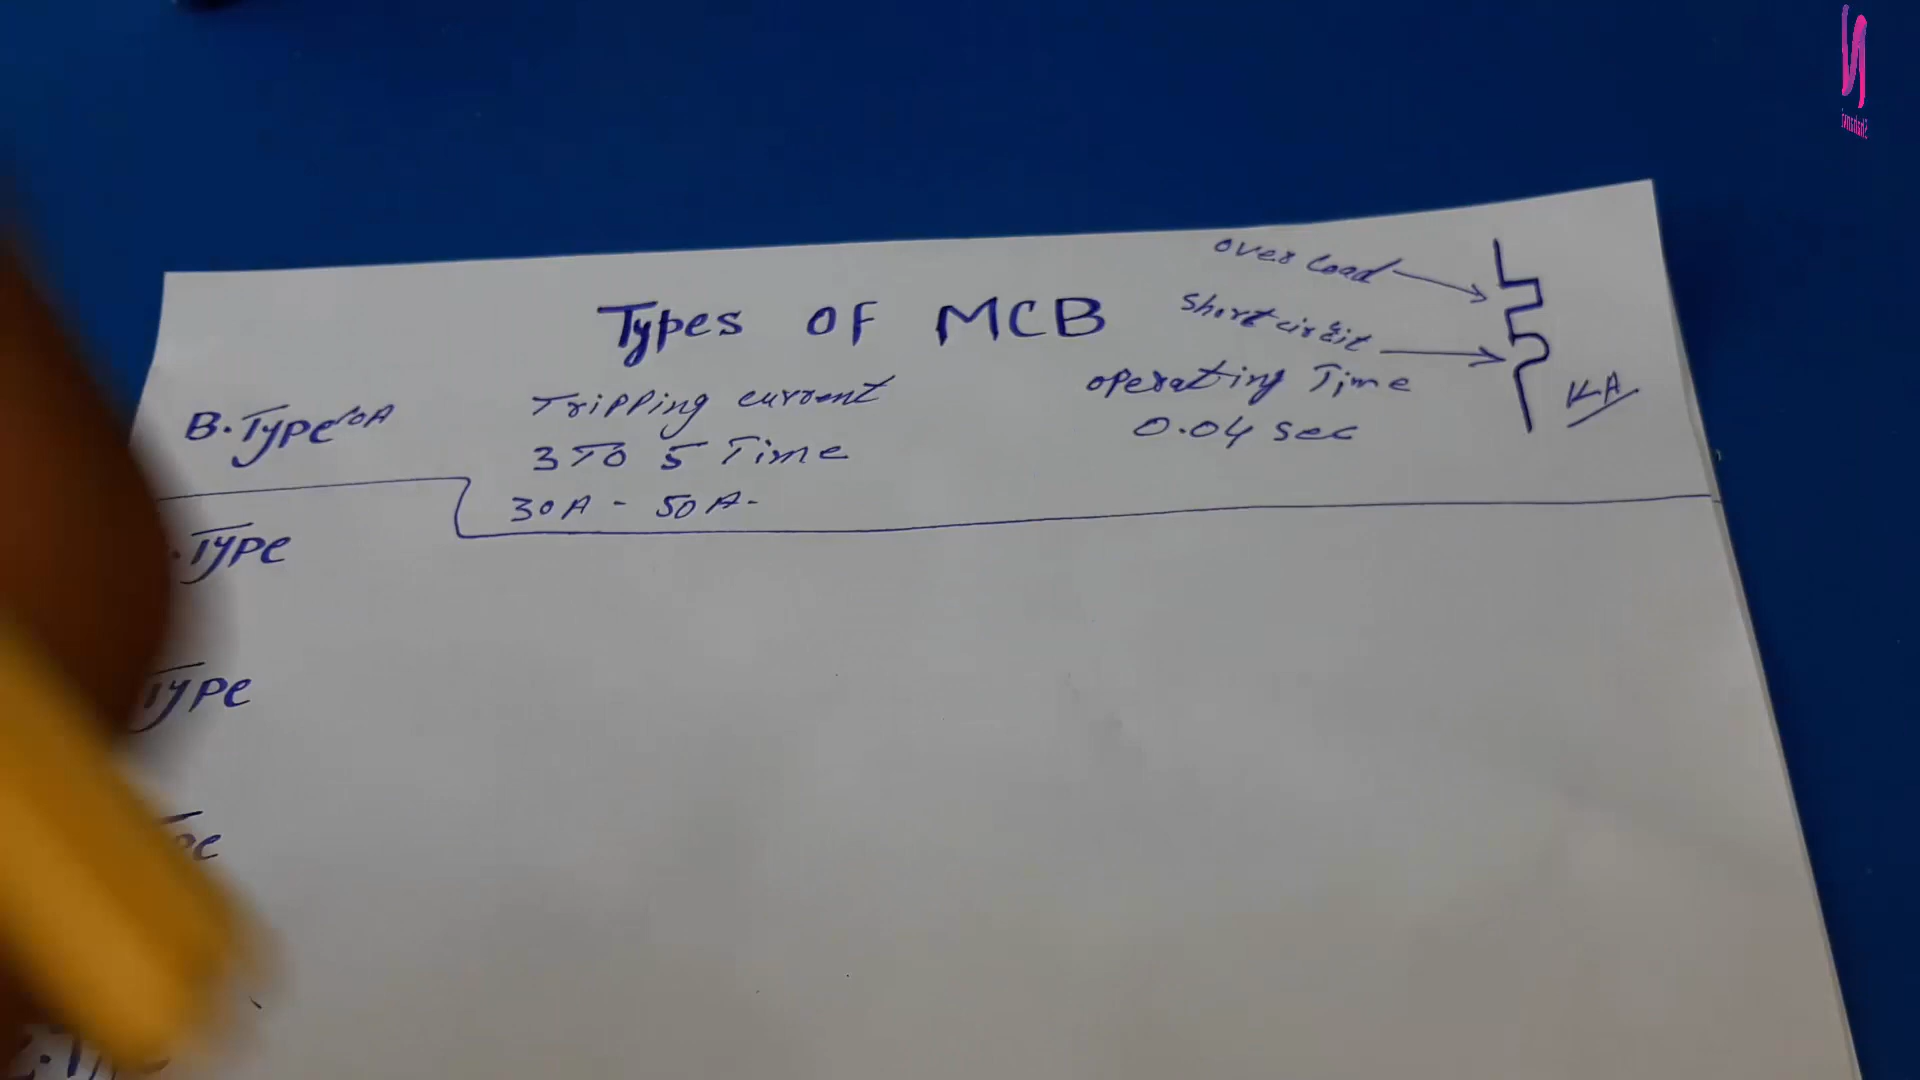 Over Load
Types OF MCB
Short cirkit
B.Type 10A
Tripping current
Operating Time
KA
3 TO 5 Time
0.04 sec
30A - 50A-
.Type
Type